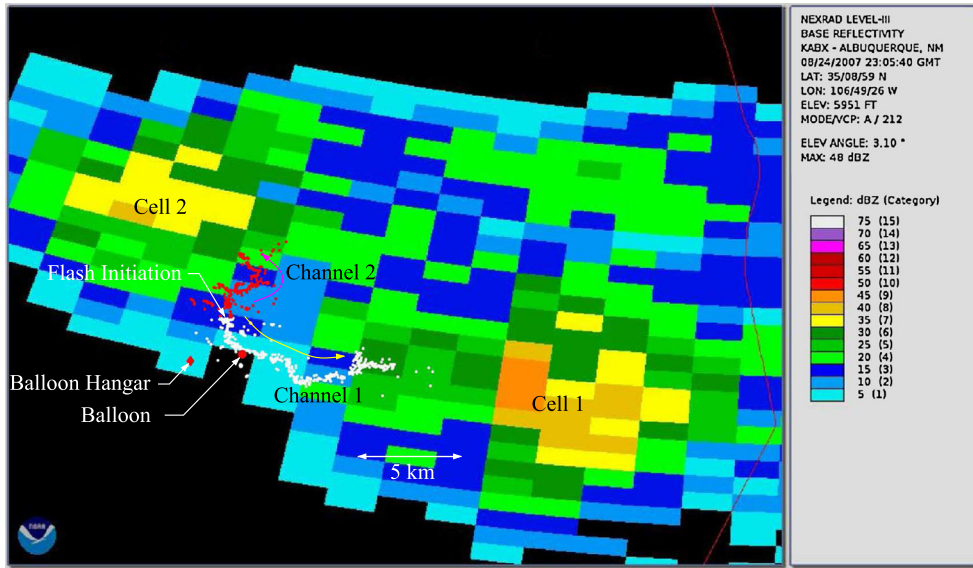 Cell 2
Flash Initiation
Channel 2
Balloon Hangar
Balloon
Channel 1
Cell 1
5 km
NOAA
NEXRAD LEVEL-III
BASE REFLECTIVITY
KABX - ALBUQUERQUE, NM
08/24/2007 23:05:40 GMT
LAT: 35/08/59 N
LON: 106/49/26 W
ELEV: 5951 FT
MODE/VCP: A / 212
ELEV ANGLE: 3.10 °
MAX: 48 dBZ
Legend: dBZ (Category)
75 (15)
70 (14)
65 (13)
60 (12)
55 (11)
50 (10)
45 (9)
40 (8)
35 (7)
30 (6)
25 (5)
20 (4)
15 (3)
10 (2)
5 (1)